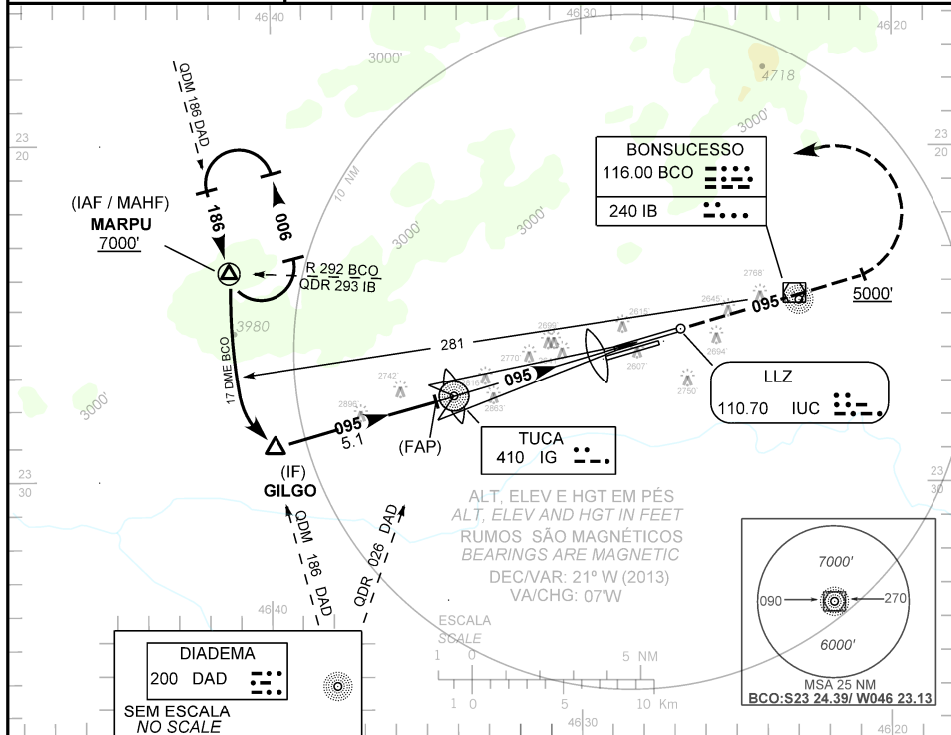 46 40
46 30
46 20
3000'
4718
QDM 186 DAD
23
20
23
20
3000'
BONSUCESSO
116.00 BCO
240 IB
10 NM
(IAF / MAHF)
MARPU
7000'
186
006
3000'
3000'
R 292 BCO
QDR 293 IB
2768'
095
5000'
2645'
2615'
3980
281
2699'
2694'
2770'
2607'
LLZ
110.70 IUC
17 DME BCO
2742'
095
2750'
2863'
3000'
2896'
095
5.1
(FAP)
TUCA
410 IG
(IF)
GILGO
23
30
23
30
ALT, ELEV E HGT EM PÉS
ALT, ELEV AND HGT IN FEET
RUMOS SÃO MAGNÉTICOS
BEARINGS ARE MAGNETIC
DEC/VAR: 21º W (2013)
VA/CHG: 07'W
QDM 186 DAD
QDR 026 DAD
7000'
090
270
6000'
MSA 25 NM
BCO:S23 24.39/ W046 23.13
46 40
ESCALA
SCALE
1 0 5 NM
1 0 5 10 Km
DIADEMA
200 DAD
SEM ESCALA
NO SCALE
46 30
46 20